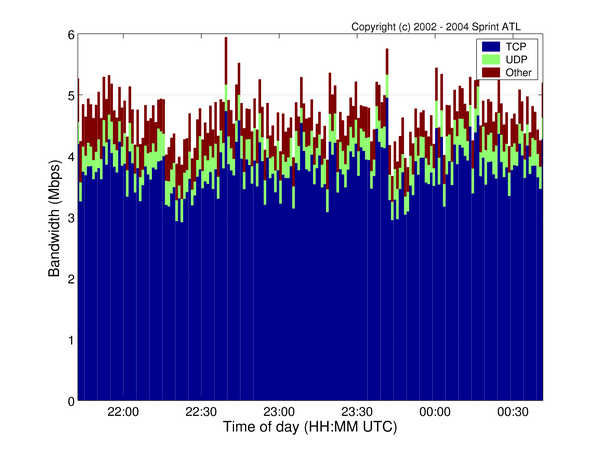 Copyright (c) 2002 - 2004 Sprint ATL
6
5
4
3
2
1
0
Bandwidth (Mbps)
TCP
UDP
Other
22:00 22:30 23:00 23:30 00:00 00:30
Time of day (HH:MM UTC)